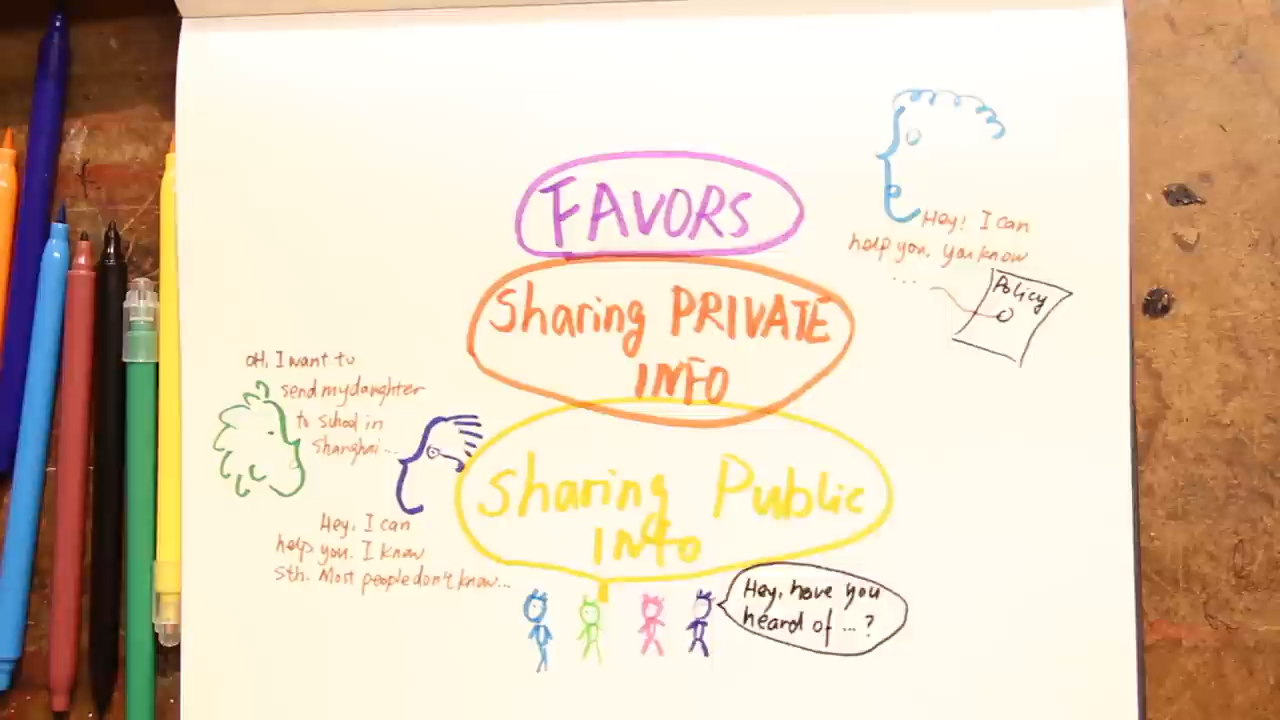 FAVORS
Hey! I can
help you, you know
...
Policy
Sharing PRIVATE
INFO
oH, I want to
send my daughter
to school in
Shanghai...
Hey, I can
help you. I know
Sth. Most people don't know...
Sharing Public
INFO
Hey, have you
heard of ...?